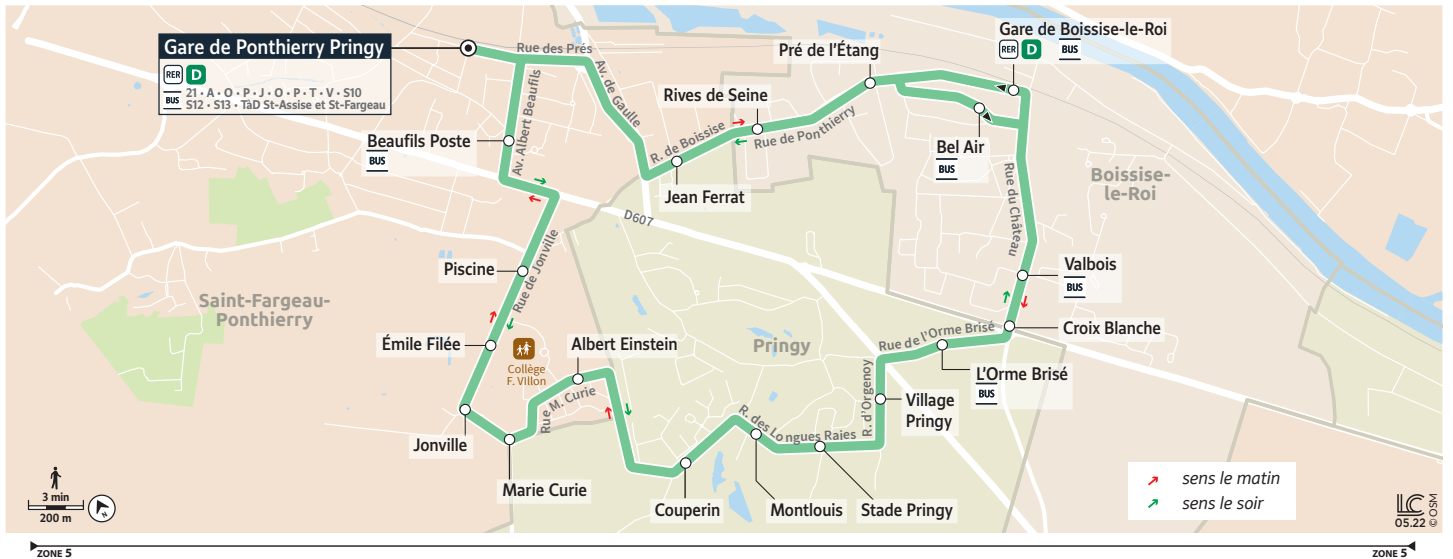 Gare de Ponthierry Pringy
RER D
BUS
21 • A • O • P • J • O • P • T • V • S10
S12 • S13 • TàD St-Assise et St-Fargeau
Rue des Prés
Av. de Gaulle
Av. Albert Beaufils
Beaufils Poste
BUS
Rives de Seine
R. de Boissise
Rue de Ponthierry
Jean Ferrat
Pré de l'Étang
Gare de Boissise-le-Roi
RER D
BUS
Bel Air
BUS
Boissise-
le-Roi
Rue du Château
D607
Valbois
BUS
Croix Blanche
Rue de l'Orme Brisé
L'Orme Brisé
BUS
Village
Pringy
R. d'Orgenoy
Pringy
R. des Longues Raies
Stade Pringy
Montlouis
Couperin
Piscine
Rue de Jonville
Saint-Fargeau-
Ponthierry
Émile Filée
Collège
F. Villon
Albert Einstein
Rue M. Curie
Jonville
Marie Curie
3 min
200 m
N
sens le matin
sens le soir
LC
05.22
© OSM
ZONE 5
ZONE 5